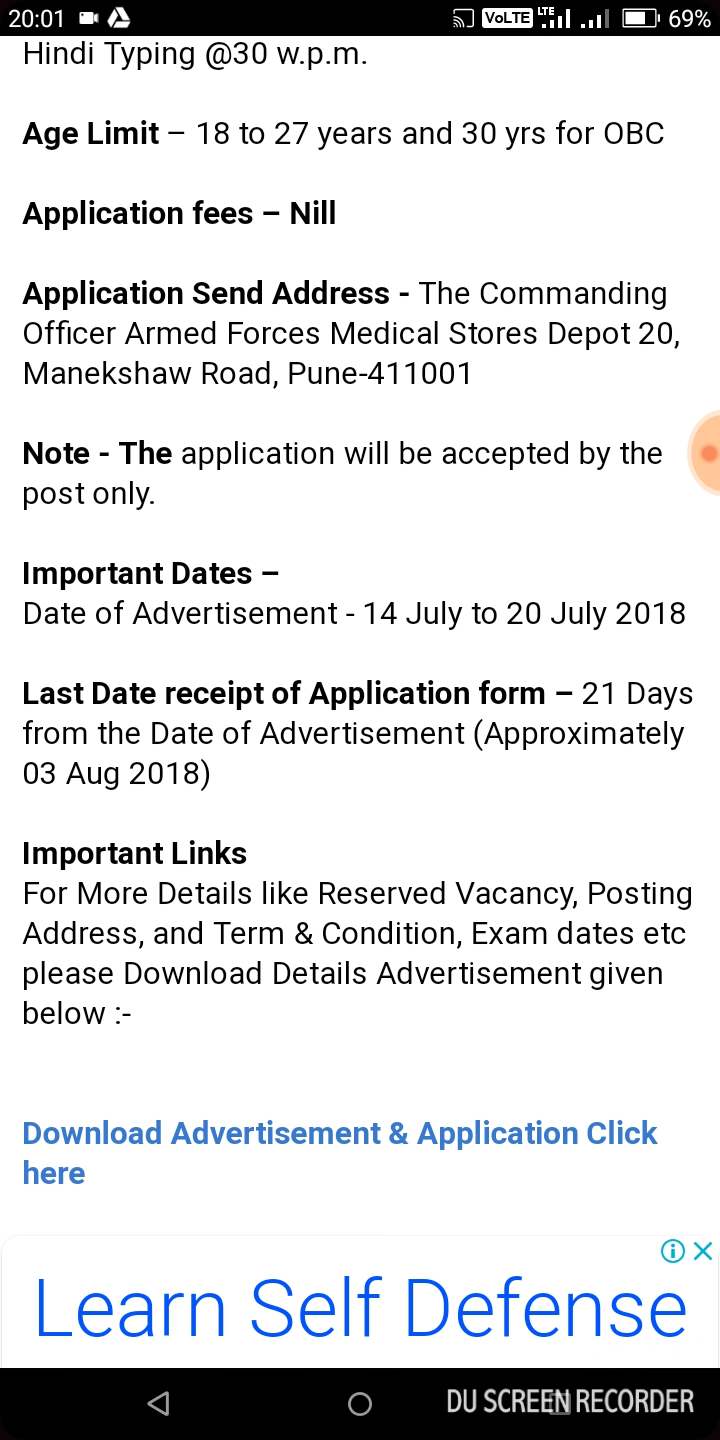 20:01 VoLTE LTE 69%
Hindi Typing @30 w.p.m.
Age Limit – 18 to 27 years and 30 yrs for OBC
Application fees – Nill
Application Send Address - The Commanding
Officer Armed Forces Medical Stores Depot 20,
Manekshaw Road, Pune-411001
Note - The application will be accepted by the
post only.
Important Dates –
Date of Advertisement - 14 July to 20 July 2018
Last Date receipt of Application form – 21 Days
from the Date of Advertisement (Approximately
03 Aug 2018)
Important Links
For More Details like Reserved Vacancy, Posting
Address, and Term & Condition, Exam dates etc
please Download Details Advertisement given
below :-
Download Advertisement & Application Click
here
Learn Self Defense
DU SCREEN RECORDER